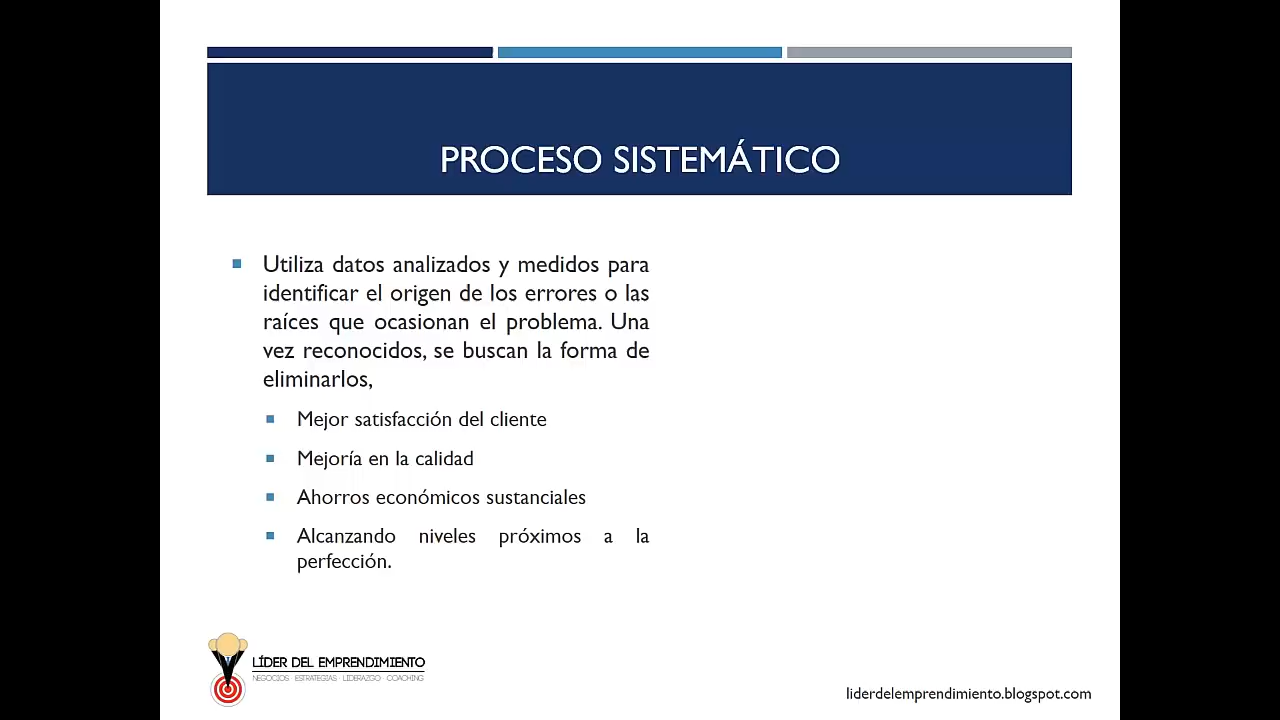 PROCESO SISTEMÁTICO
Utiliza datos analizados y medidos para
identificar el origen de los errores o las
raíces que ocasionan el problema. Una
vez reconocidos, se buscan la forma de
eliminarlos,
Mejor satisfacción del cliente
Mejoría en la calidad
Ahorros económicos sustanciales
Alcanzando niveles próximos a la
perfección.
LÍDER DEL EMPRENDIMIENTO
NEGOCIOS · ESTRATEGIAS · LIDERAZGO · COACHING
liderdelemprendimiento.blogspot.com